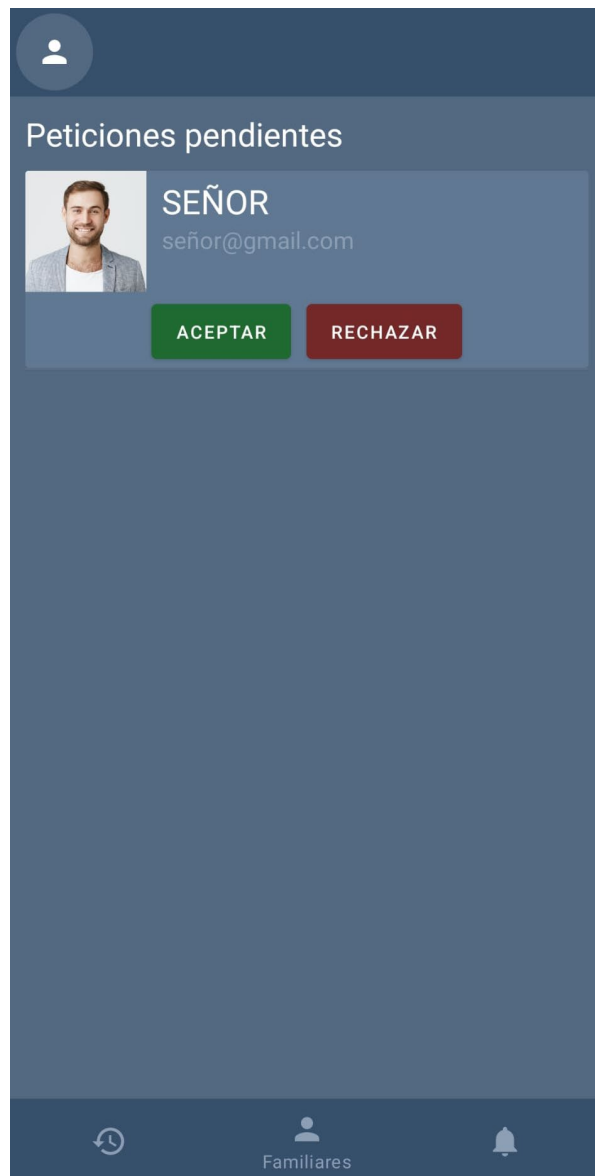 Peticiones pendientes
SEÑOR
señor@gmail.com
ACEPTAR RECHAZAR
Familiares